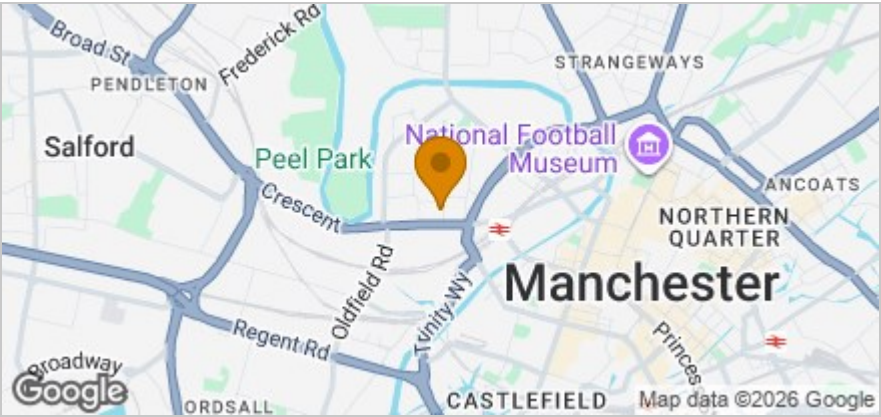 Frederick Rd
Broad St
STRANGEWAYS
PENDLETON
Salford
National Football
Museum
Peel Park
ANCOATS
Crescent
NORTHERN
QUARTER
Oldfield Rd
Manchester
Trinity Wy
Regent Rd
Princes
Broadway
Google
ORDSALL
CASTLEFIELD
Map data ©2026 Google